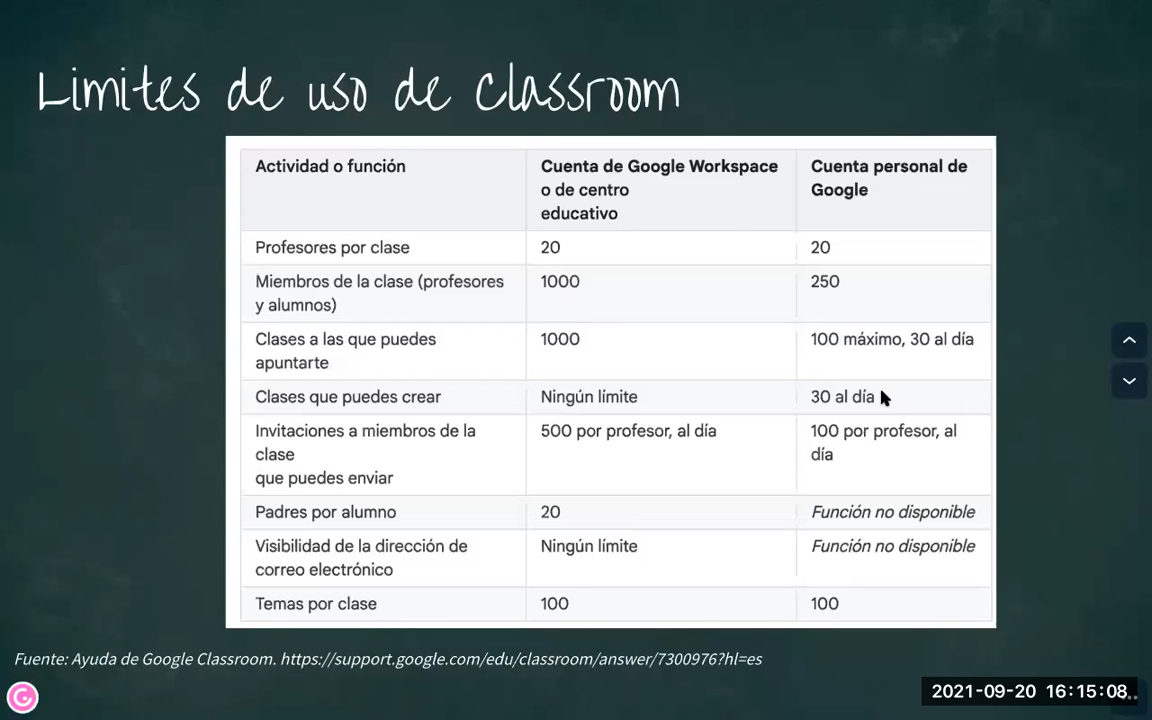 Limites de uso de Classroom
Actividad o función
Cuenta de Google Workspace
o de centro
educativo
Cuenta personal de
Google
Profesores por clase
20
20
Miembros de la clase (profesores
y alumnos)
1000
250
Clases a las que puedes
apuntarte
1000
100 máximo, 30 al día
Clases que puedes crear
Ningún límite
30 al día
Invitaciones a miembros de la
clase
que puedes enviar
500 por profesor, al día
100 por profesor, al
día
Padres por alumno
20
Función no disponible
Visibilidad de la dirección de
correo electrónico
Ningún límite
Función no disponible
Temas por clase
100
100
Fuente: Ayuda de Google Classroom. https://support.google.com/edu/classroom/answer/7300976?hl=es
2021-09-20 16:15:08